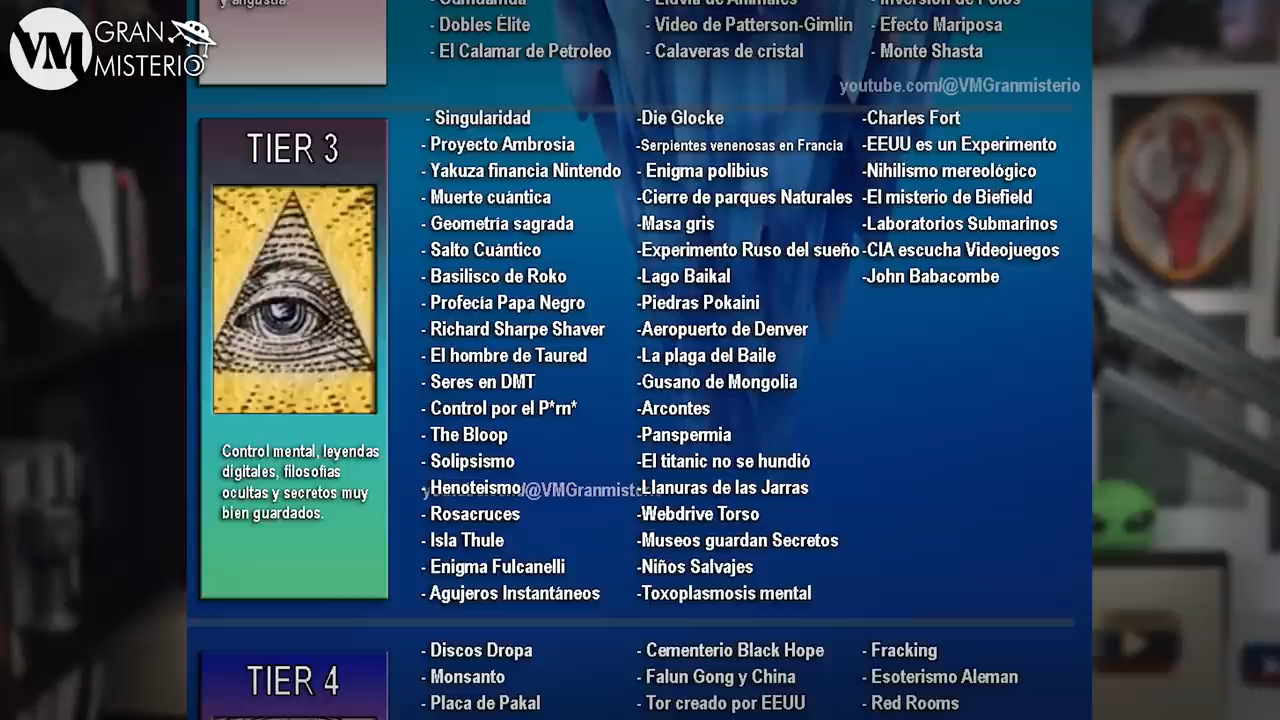 VM GRAN
MISTERIO
y angustia.
- Dobles Élite
- El Calamar de Petroleo
- Lluvia de Animales
- Video de Patterson-Gimlin
- Calaveras de cristal
- Inversión de Polos
- Efecto Mariposa
- Monte Shasta
youtube.com/@VMGranmisterio
TIER 3
Control mental, leyendas
digitales, filosofias
ocultas y secretos muy
bien guardados.
- Singularidad
- Proyecto Ambrosia
- Yakuza financia Nintendo
- Muerte cuántica
- Geometría sagrada
- Salto Cuántico
- Basilisco de Roko
- Profecía Papa Negro
- Richard Sharpe Shaver
- El hombre de Taured
- Seres en DMT
- Control por el P*rn*
- The Bloop
- Solipsismo
- Henoteismo
- Rosacruces
- Isla Thule
- Enigma Fulcanelli
- Agujeros Instantáneos
-Die Glocke
-Serpientes venenosas en Francia
- Enigma polibius
-Cierre de parques Naturales
-Masa gris
-Experimento Ruso del sueño
-Lago Baikal
-Piedras Pokaini
-Aeropuerto de Denver
-La plaga del Baile
-Gusano de Mongolia
-Arcontes
-Panspermia
-El titanic no se hundió
-Llanuras de las Jarras
-Webdrive Torso
-Museos guardan Secretos
-Niños Salvajes
-Toxoplasmosis mental
-Charles Fort
-EEUU es un Experimento
-Nihilismo mereológico
-El misterio de Biefield
-Laboratorios Submarinos
-CIA escucha Videojuegos
-John Babacombe
/@VMGranmiste
TIER 4
- Discos Dropa
- Monsanto
- Placa de Pakal
- Cementerio Black Hope
- Falun Gong y China
- Tor creado por EEUU
- Fracking
- Esoterismo Aleman
- Red Rooms